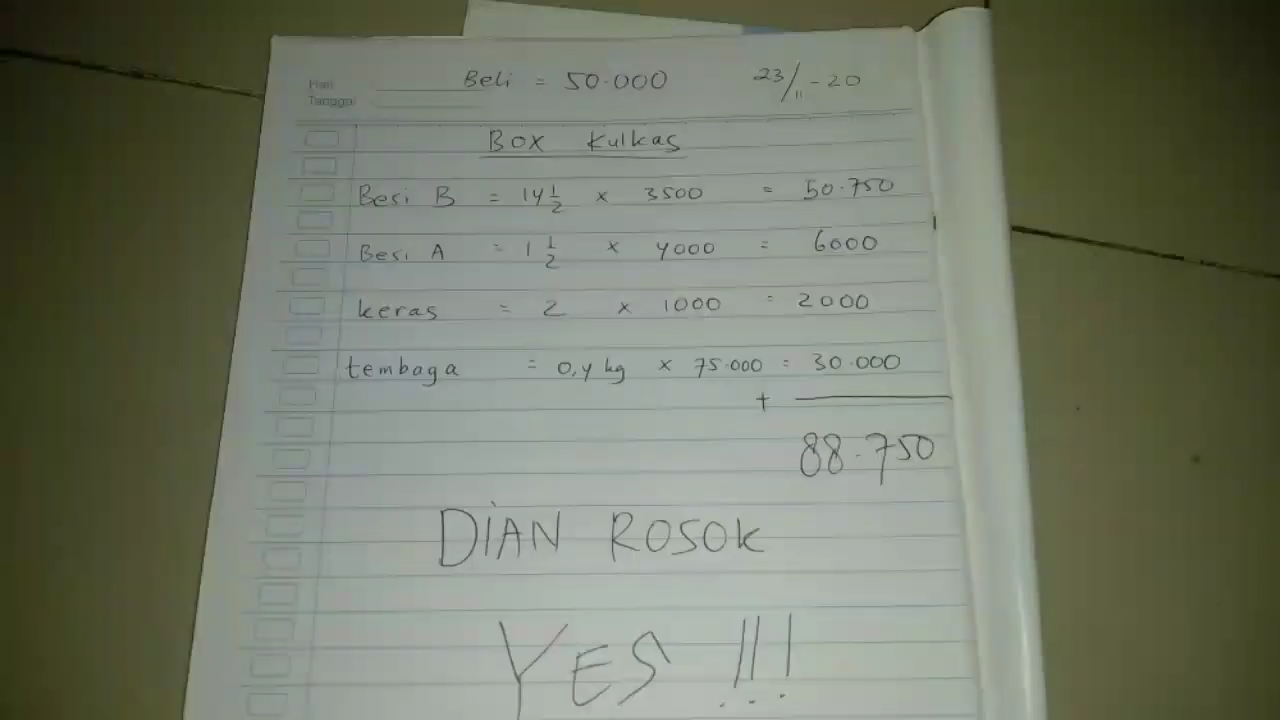 Hari
Tanggal
Beli = 50.000 23/11-20
BOX Kulkas
Besi B = 14 1/2 x 3500 = 50.750
Besi A = 1 1/2 x 4000 = 6000
keras = 2 x 1000 = 2000
tembaga = 0,4 kg x 75.000 = 30.000
+
88.750
DIAN ROSOK
YES !!!